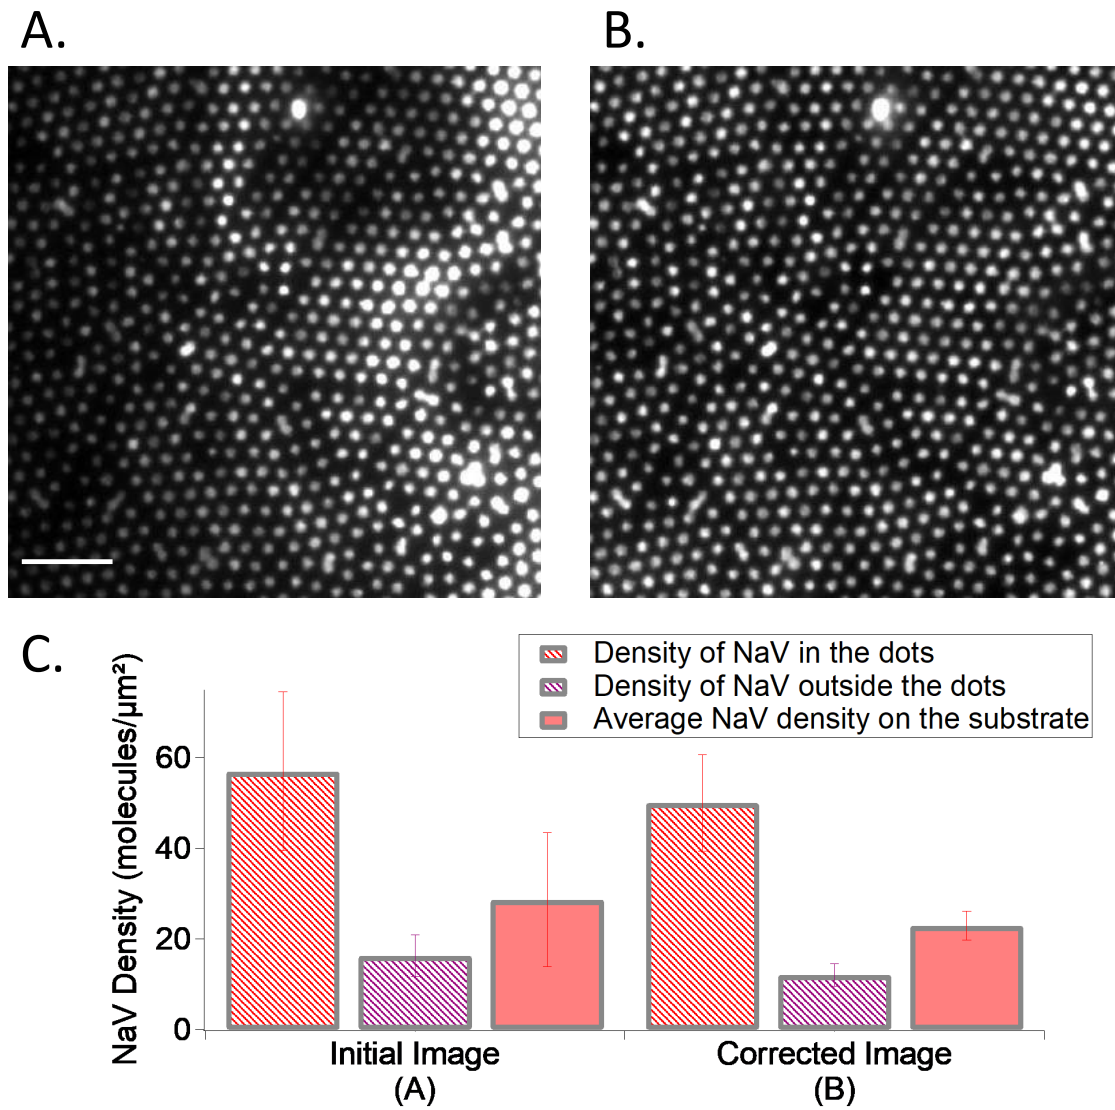 A.
B.
C.
Density of NaV in the dots
Density of NaV outside the dots
Average NaV density on the substrate
NaV Density (molecules/μm²)
60
40
20
0
Initial Image
(A)
Corrected Image
(B)